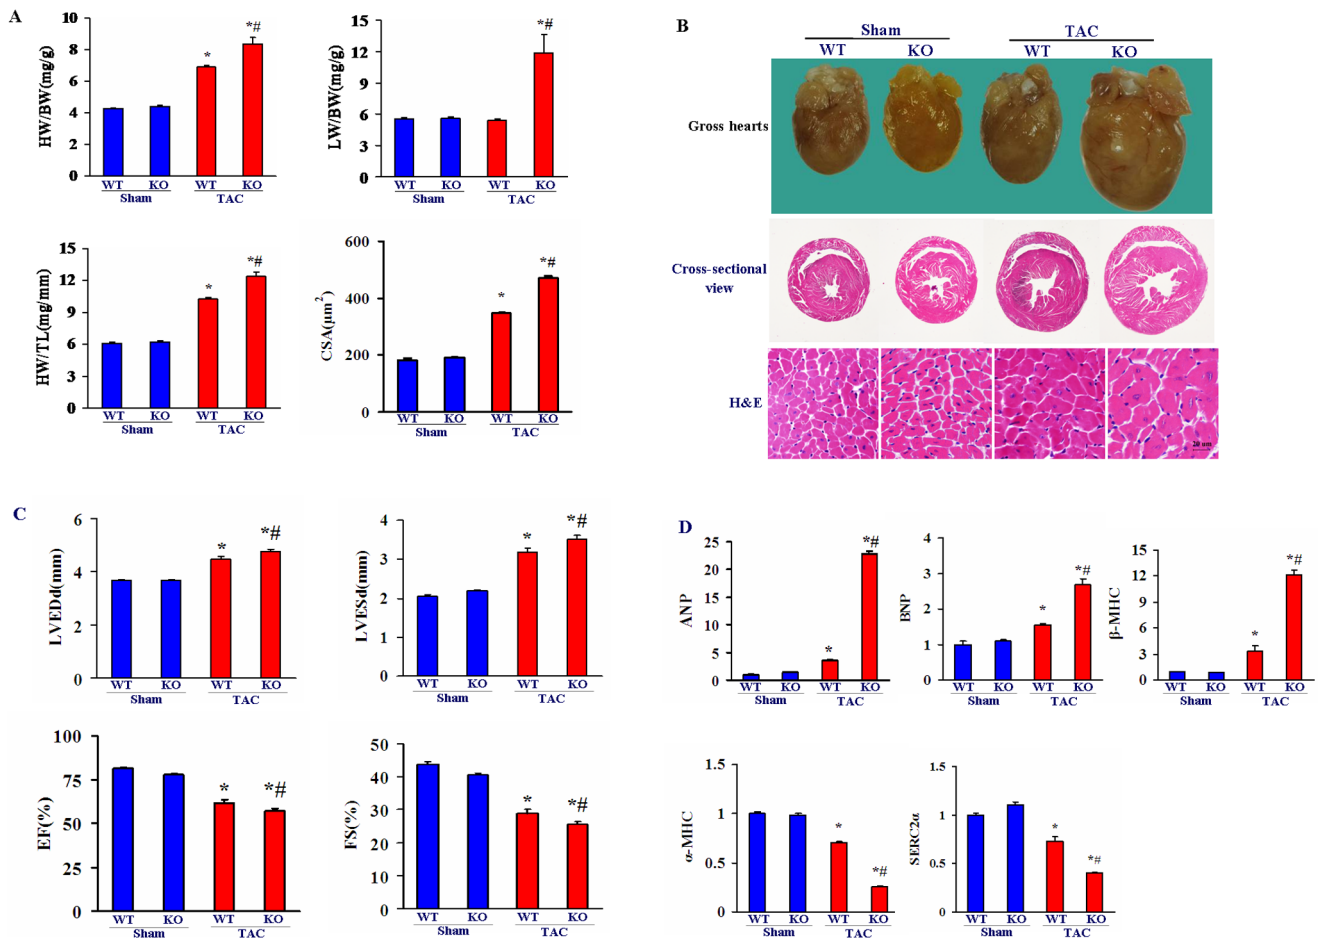 A
HW/BW(mg/g)
10
8
6
4
2
0
*
*#
WT KO WT KO
Sham TAC
LW/BW(mg/g)
15
12
9
6
3
0
*#
WT KO WT KO
Sham TAC
HW/TL(mg/mm)
15
12
9
6
3
0
*
*#
WT KO WT KO
Sham TAC
CSA(µm²)
600
400
200
0
*
*#
WT KO WT KO
Sham TAC
B
Sham TAC
WT KO WT KO
Gross hearts
Cross-sectional
view
H&E
20 um
C
LVEDd(mm)
6
4
2
0
*
*#
WT KO WT KO
Sham TAC
LVESd(mm)
4
3
2
1
0
*
*#
WT KO WT KO
Sham TAC
EF(%)
100
75
50
25
0
*
*#
WT KO WT KO
Sham TAC
FS(%)
50
40
30
20
10
0
*
*#
WT KO WT KO
Sham TAC
D
ANP
25
20
15
10
5
0
*
*#
WT KO WT KO
Sham TAC
BNP
4
3
2
1
0
*
*#
WT KO WT KO
Sham TAC
β-MHC
15
12
9
6
3
0
*
*#
WT KO WT KO
Sham TAC
α-MHC
1.5
1
0.5
0
*
*#
WT KO WT KO
Sham TAC
SERC2α
1.5
1
0.5
0
*
*#
WT KO WT KO
Sham TAC